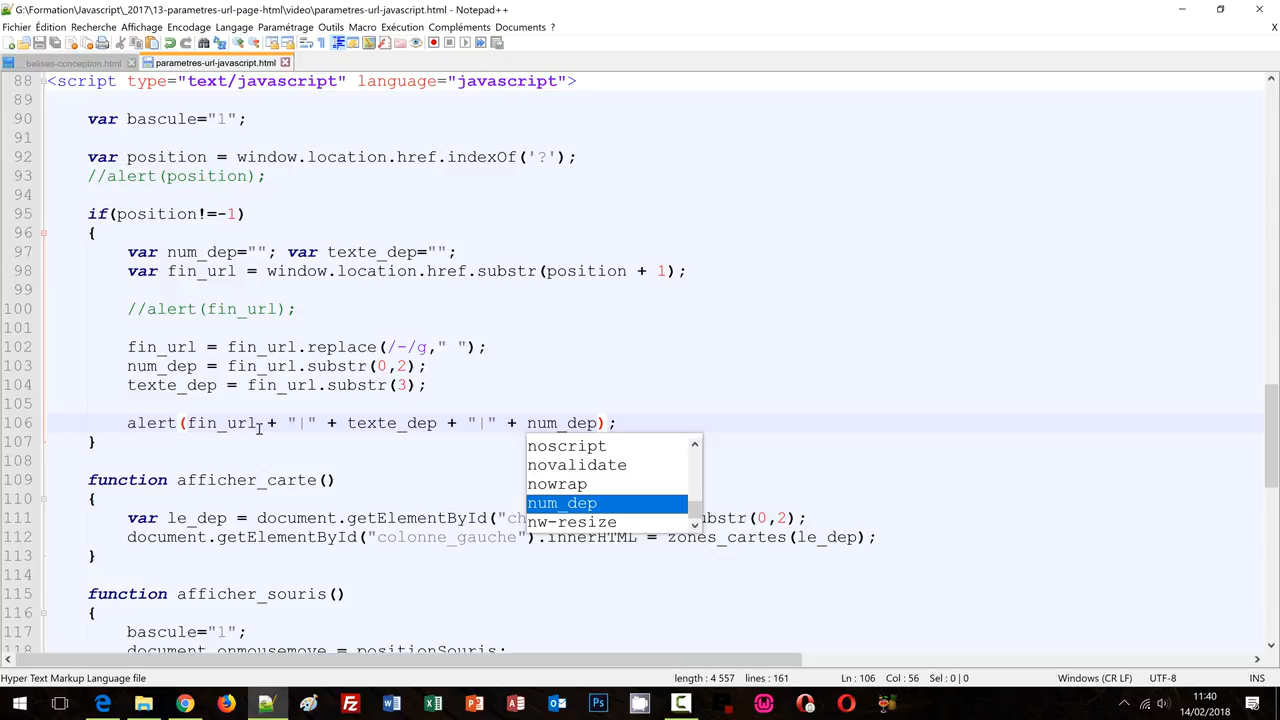 G:\Formation\Javascript\_2017\13-parametres-url-page-html\video\parametres-url-javascript.html - Notepad++
Fichier Édition Recherche Affichage Encodage Langage Paramétrage Outils Macro Exécution Compléments Documents ? X
balises-conception.html parametres-url-javascript.html
88 <script type="text/javascript" language="javascript">
89
90 var bascule="1";
91
92 var position = window.location.href.indexOf('?');
93 //alert(position);
94
95 if(position!=-1)
96 {
97 var num_dep=""; var texte_dep="";
98 var fin_url = window.location.href.substr(position + 1);
99
100 //alert(fin_url);
101
102 fin_url = fin_url.replace(/-/g," ");
103 num_dep = fin_url.substr(0,2);
104 texte_dep = fin_url.substr(3);
105
106 alert(fin_url + "|" + texte_dep + "|" + num_dep);
107 }
108
109 function afficher_carte()
110 {
111 var le_dep = document.getElementById("ch substr(0,2);
112 document.getElementById("colonne_gauche").innerHTML = zones_cartes(le_dep);
113 }
114
115 function afficher_souris()
116 {
117 bascule="1";
118 document.onmousemove = positionSouris;
noscript
novalidate
nowrap
num_dep
nw-resize
Hyper Text Markup Language file length : 4 557 lines : 161 Ln : 106 Col : 56 Sel : 0 | 0 Windows (CR LF) UTF-8 INS
11:40
14/02/2018